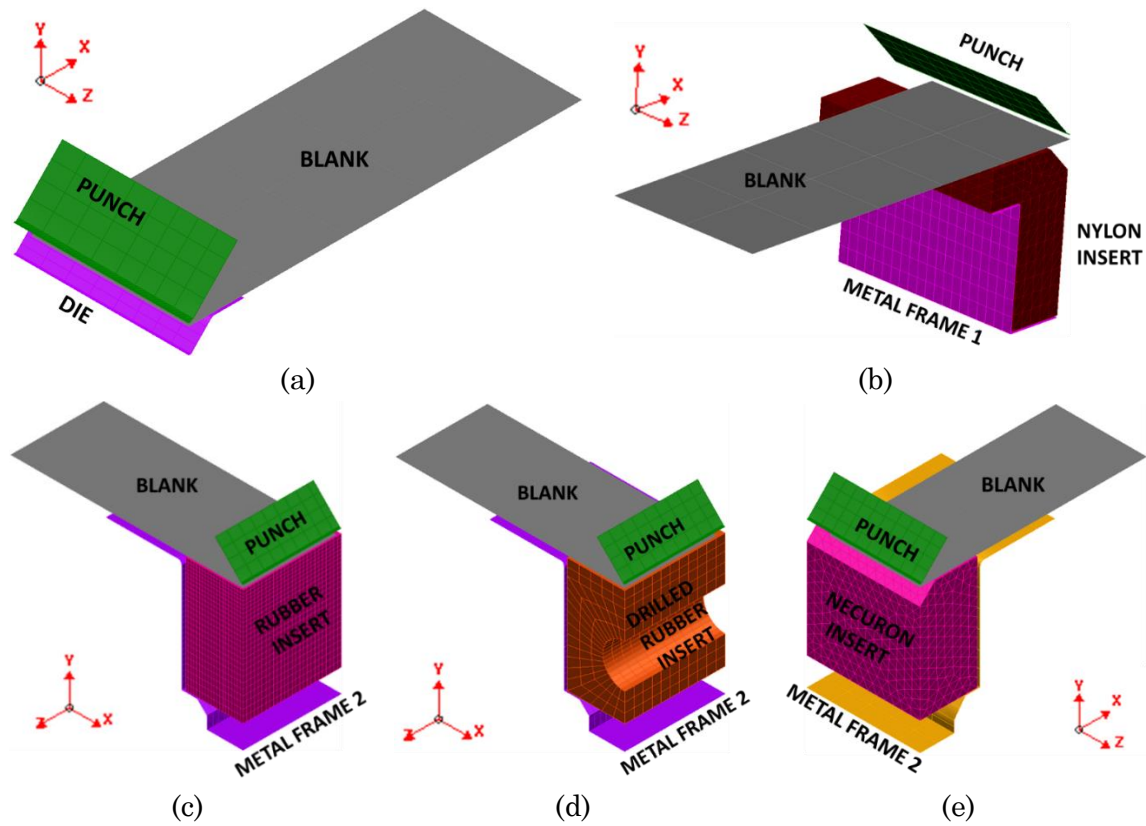 Y
X
Z
BLANK
PUNCH
DIE
(a)
Y
X
Z
PUNCH
BLANK
NYLON
INSERT
METAL FRAME 1
(b)
BLANK
PUNCH
RUBBER
INSERT
Y
Z
X
METAL FRAME 2
(c)
BLANK
PUNCH
DRILLED
RUBBER
INSERT
Y
Z
X
METAL FRAME 2
(d)
BLANK
PUNCH
NECURON
INSERT
Y
X
Z
METAL FRAME 2
(e)